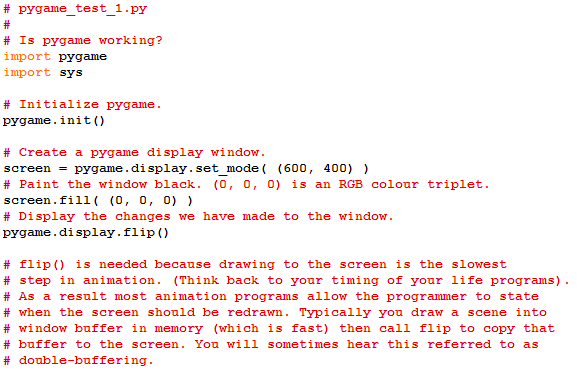 # pygame_test_1.py
#
# Is pygame working?
import pygame
import sys
# Initialize pygame.
pygame.init()
# Create a pygame display window.
screen = pygame.display.set_mode( (600, 400) )
# Paint the window black. (0, 0, 0) is an RGB colour triplet.
screen.fill( (0, 0, 0) )
# Display the changes we have made to the window.
pygame.display.flip()
# flip() is needed because drawing to the screen is the slowest
# step in animation. (Think back to your timing of your life programs).
# As a result most animation programs allow the programmer to state
# when the screen should be redrawn. Typically you draw a scene into
# window buffer in memory (which is fast) then call flip to copy that
# buffer to the screen. You will sometimes hear this referred to as
# double-buffering.